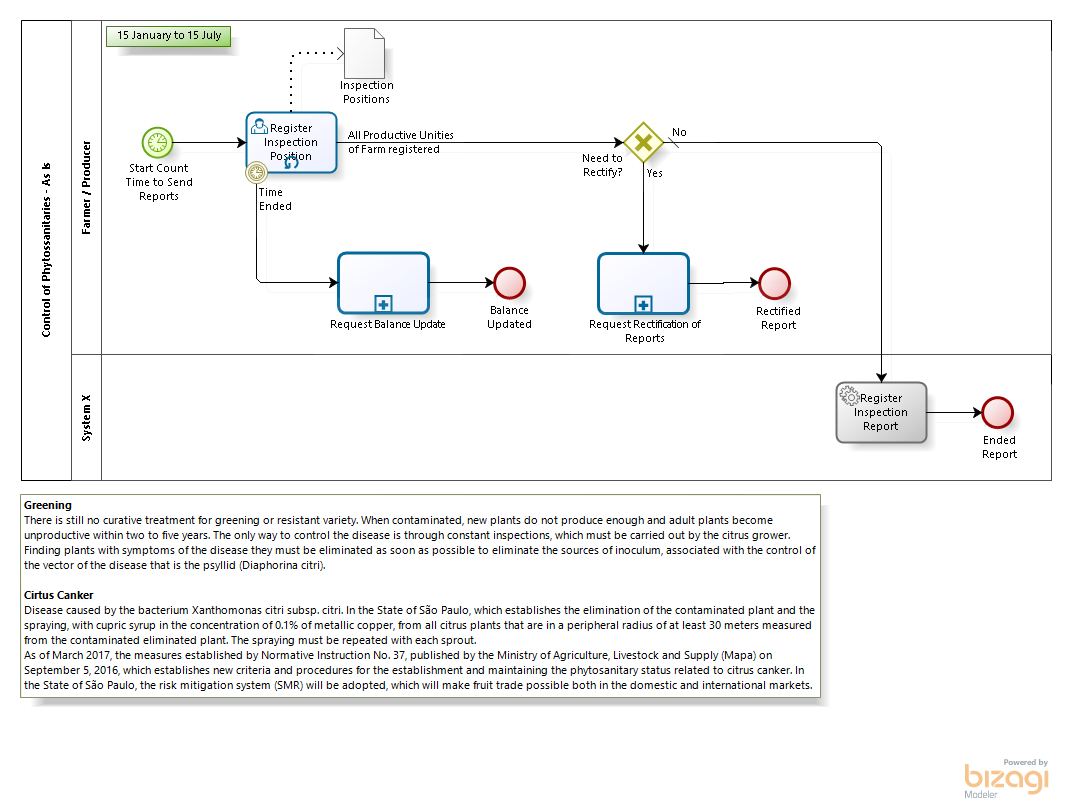 15 January to 15 July
Inspection
Positions
Control of Phytossanitaries - As Is
Farmer / Producer
Start Count
Time to Send
Reports
Register
Inspection
Position
All Productive Unities
of Farm registered
Time
Ended
Need to
Rectify?
No
Yes
Request Balance Update
Balance
Updated
Request Rectification of
Reports
Rectified
Report
System X
Register
Inspection
Report
Ended
Report
Greening
There is still no curative treatment for greening or resistant variety. When contaminated, new plants do not produce enough and adult plants become
unproductive within two to five years. The only way to control the disease is through constant inspections, which must be carried out by the citrus grower.
Finding plants with symptoms of the disease they must be eliminated as soon as possible to eliminate the sources of inoculum, associated with the control of
the vector of the disease that is the psyllid (Diaphorina citri).
Cirtus Canker
Disease caused by the bacterium Xanthomonas citri subsp. citri. In the State of São Paulo, which establishes the elimination of the contaminated plant and the
spraying, with cupric syrup in the concentration of 0.1% of metallic copper, from all citrus plants that are in a peripheral radius of at least 30 meters measured
from the contaminated eliminated plant. The spraying must be repeated with each sprout.
As of March 2017, the measures established by Normative Instruction No. 37, published by the Ministry of Agriculture, Livestock and Supply (Mapa) on
September 5, 2016, which establishes new criteria and procedures for the establishment and maintaining the phytosanitary status related to citrus canker. In
the State of São Paulo, the risk mitigation system (SMR) will be adopted, which will make fruit trade possible both in the domestic and international markets.
Powered by
bizagi
Modeler